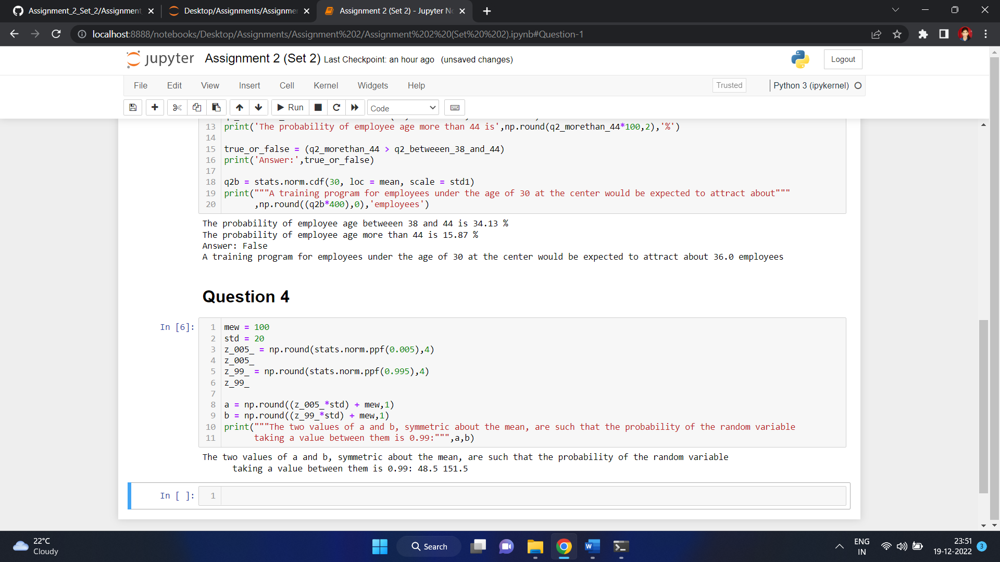 Assignment_2_Set_2/Assignment
Desktop/Assignments/Assignmen
Assignment 2 (Set 2) - Jupyter No
localhost:8888/notebooks/Desktop/Assignments/Assignment%202/Assignment%202%20(Set%20%202).ipynb#Question-1
jupyter Assignment 2 (Set 2) Last Checkpoint: an hour ago (unsaved changes)
Logout
File Edit View Insert Cell Kernel Widgets Help
Trusted
Python 3 (ipykernel)
Run
Code
13 print('The probability of employee age more than 44 is',np.round(q2_morethan_44*100,2),'%')
14
15 true_or_false = (q2_morethan_44 > q2_betweeen_38_and_44)
16 print('Answer:',true_or_false)
17
18 q2b = stats.norm.cdf(30, loc = mean, scale = std1)
19 print("""A training program for employees under the age of 30 at the center would be expected to attract about"""
20 ,np.round((q2b*400),0),'employees')
The probability of employee age betweeen 38 and 44 is 34.13 %
The probability of employee age more than 44 is 15.87 %
Answer: False
A training program for employees under the age of 30 at the center would be expected to attract about 36.0 employees
Question 4
In [6]:
1 mew = 100
2 std = 20
3 z_005_ = np.round(stats.norm.ppf(0.005),4)
4 z_005_
5 z_99_ = np.round(stats.norm.ppf(0.995),4)
6 z_99_
7
8 a = np.round((z_005_*std) + mew,1)
9 b = np.round((z_99_*std) + mew,1)
10 print("""The two values of a and b, symmetric about the mean, are such that the probability of the random variable
11 taking a value between them is 0.99:""",a,b)
The two values of a and b, symmetric about the mean, are such that the probability of the random variable
taking a value between them is 0.99: 48.5 151.5
In [ ]: 1
22°C
Cloudy
Search
ENG
IN
23:51
19-12-2022
3